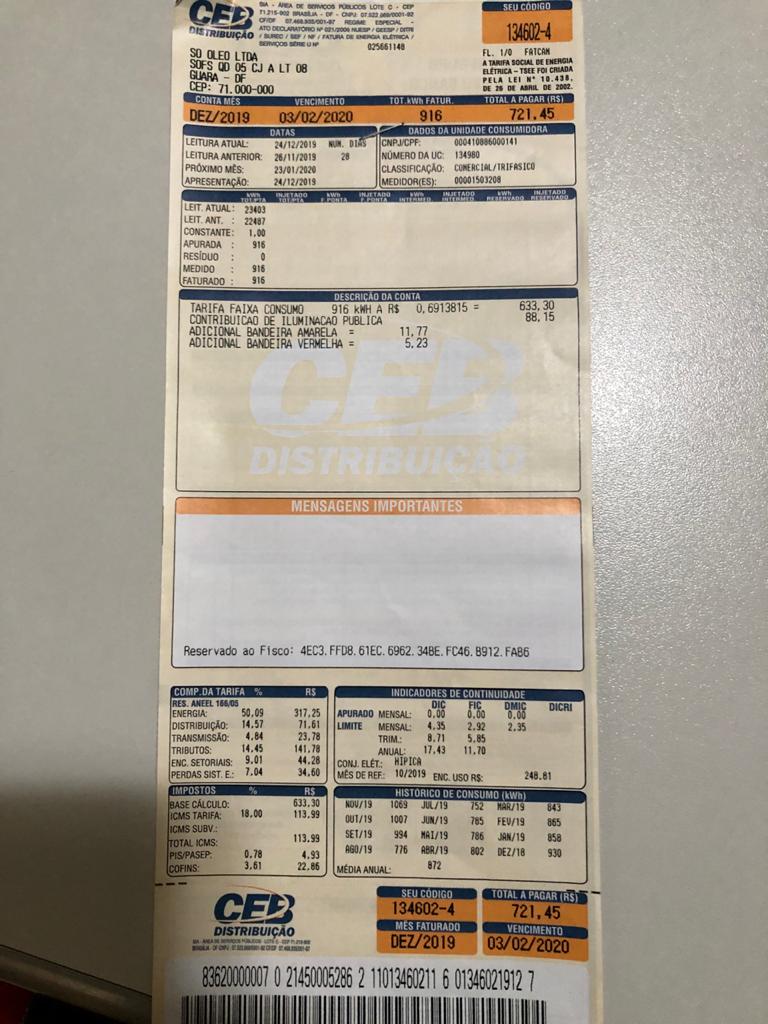 CEB
DISTRIBUIÇÃO
SIA - ÁREA DE SERVIÇOS PÚBLICOS LOTE C - CEP
71.215-902 BRASÍLIA - DF - CNPJ: 07.522.669/0001-92
CF/DF 07.468.935/001-97 REGIME ESPECIAL -
ATO DECLARATÓRIO Nº 021/2006 NUESP / GEESP / DITRI
/ SUREC / SEF / NF / FATURA DE ENERGIA ELÉTRICA /
SERVIÇOS SÉRIE U Nº 025661148
SEU CÓDIGO
134602-4
FL. 1/0 FATCAM
A TARIFA SOCIAL DE ENERGIA
ELÉTRICA - TSEE FOI CRIADA
PELA LEI Nº 10.438,
DE 26 DE ABRIL DE 2002.
SO OLEO LTDA
SOFS QD 05 CJ A LT 08
GUARA - DF
CEP: 71.000-000
CONTA MÊS VENCIMENTO TOT.kWh FATUR. TOTAL A PAGAR (R$)
DEZ/2019 03/02/2020 916 721,45
DATAS
LEITURA ATUAL: 24/12/2019 NUM. DIAS
LEITURA ANTERIOR: 26/11/2019 28
PRÓXIMO MÊS: 23/01/2020
APRESENTAÇÃO: 24/12/2019
DADOS DA UNIDADE CONSUMIDORA
CNPJ/CPF: 000410886000141
NÚMERO DA UC: 134980
CLASSIFICAÇÃO: COMERCIAL/TRIFASICO
MEDIDOR(ES): 00001503208
kWh TOT/PTA INJETADO TOT/PTA kWh F.PONTA INJETADO F.PONTA kWh INTERMED. INJETADO INTERMED. kWh RESERVADO INJETADO RESERVADO
LEIT. ATUAL: 23403
LEIT. ANT. : 22487
CONSTANTE: 1,00
APURADA : 916
RESÍDUO : 0
MEDIDO : 916
FATURADO : 916
DESCRIÇÃO DA CONTA
TARIFA FAIXA CONSUMO 916 kWH A R$ 0,6913815 = 633,30
CONTRIBUICAO DE ILUMINACAO PUBLICA 88,15
ADICIONAL BANDEIRA AMARELA = 11,77
ADICIONAL BANDEIRA VERMELHA = 5,23
CEB
DISTRIBUIÇÃO
MENSAGENS IMPORTANTES
Reservado ao Fisco: 4EC3.FFD8.61EC.6962.34BE.FC46.B912.FAB6
COMP.DA TARIFA % R$
RES. ANEEL 166/05
ENERGIA: 50,09 317,25
DISTRIBUIÇÃO: 14.57 71,61
TRANSMISSÃO: 4,84 23,78
TRIBUTOS: 14,45 141,78
ENC. SETORIAIS: 9,01 44,28
PERDAS SIST. E.: 7,04 34,60
INDICADORES DE CONTINUIDADE
DIC FIC DMIC DICRI
APURADO MENSAL: 0,00 0,00 0,00
LIMITE MENSAL: 4,35 2,92 2,35
TRIM.: 8,71 5,85
ANUAL: 17,43 11,70
CONJ. ELÉT.: HIPICA
MÊS DE REF.: 10/2019 ENC. USO R$: 248,81
IMPOSTOS % R$
BASE CÁLCULO: 633,30
ICMS TARIFA: 18,00 113,99
ICMS SUBV.:
TOTAL ICMS: 113,99
PIS/PASEP: 0,78 4,93
COFINS: 3,61 22,86
HISTÓRICO DE CONSUMO (kWh)
NOV/19 1069 JUL/19 752 MAR/19 843
OUT/19 1007 JUN/19 785 FEV/19 865
SET/19 994 MAI/19 786 JAN/19 858
AGO/19 776 ABR/19 802 DEZ/18 930
MÉDIA ANUAL: 872
CEB
DISTRIBUIÇÃO
SIA - ÁREA DE SERVIÇOS PÚBLICOS - LOTE C - CEP 71.215-902
SEU CÓDIGO TOTAL A PAGAR (R$)
134602-4 721,45
MÊS FATURADO VENCIMENTO
DEZ/2019 03/02/2020
83620000007 0 21450005286 2 11013460211 6 01346021912 7